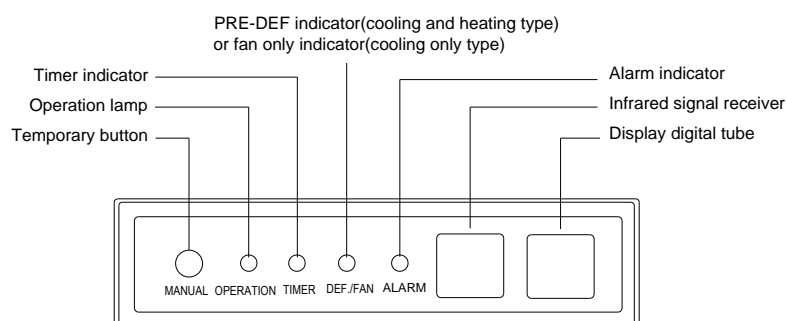 PRE-DEF indicator(cooling and heating type)
or fan only indicator(cooling only type)
Timer indicator
Alarm indicator
Operation lamp
Infrared signal receiver
Temporary button
Display digital tube
MANUAL OPERATION TIMER DEF./FAN ALARM